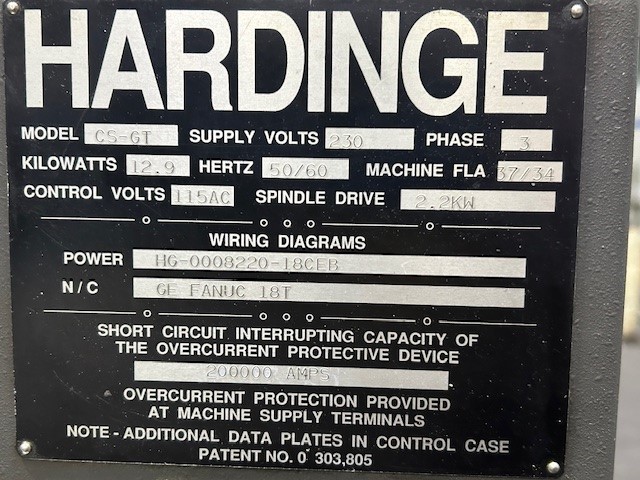 HARDINGE
MODEL CS-GT SUPPLY VOLTS 230 PHASE 3
KILOWATTS 12.9 HERTZ 50/60 MACHINE FLA 37/34
CONTROL VOLTS 115AC SPINDLE DRIVE 2.2KW
WIRING DIAGRAMS
POWER HG-0008220-18CEB
N/C GE FANUC 18T
SHORT CIRCUIT INTERRUPTING CAPACITY OF
THE OVERCURRENT PROTECTIVE DEVICE
200000 AMPS
OVERCURRENT PROTECTION PROVIDED
AT MACHINE SUPPLY TERMINALS
NOTE - ADDITIONAL DATA PLATES IN CONTROL CASE
PATENT NO. 0 303,805